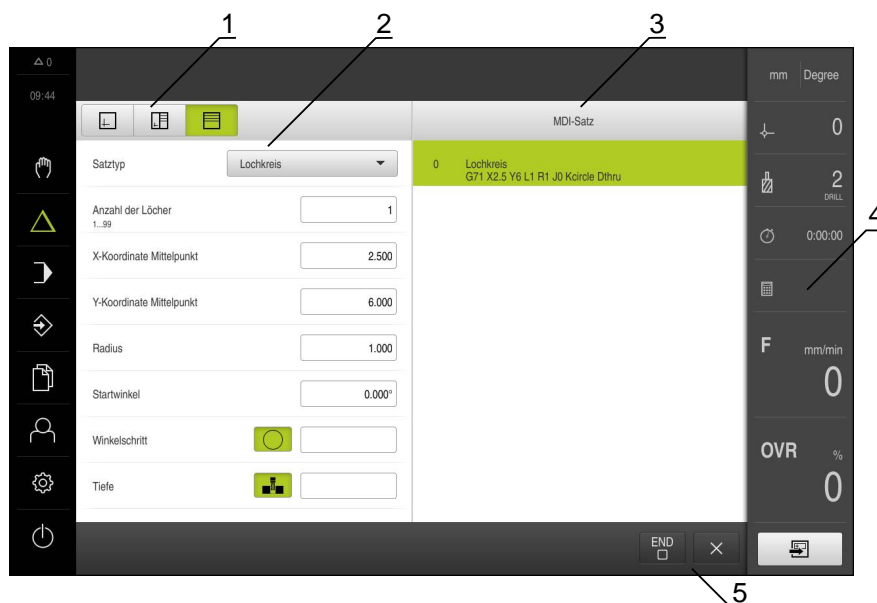 1
2
3
△ 0
09:44
mm Degree
MDI-Satz
0
Satztyp
Lochkreis
0 Lochkreis
G71 X2.5 Y6 L1 R1 J0 Kcircle Dthru
2
DRILL
4
Anzahl der Löcher
1
1...99
0:00:00
X-Koordinate Mittelpunkt
2.500
Y-Koordinate Mittelpunkt
6.000
Radius
1.000
F mm/min
0
Startwinkel
0.000°
Winkelschritt
OVR %
0
Tiefe
END
5